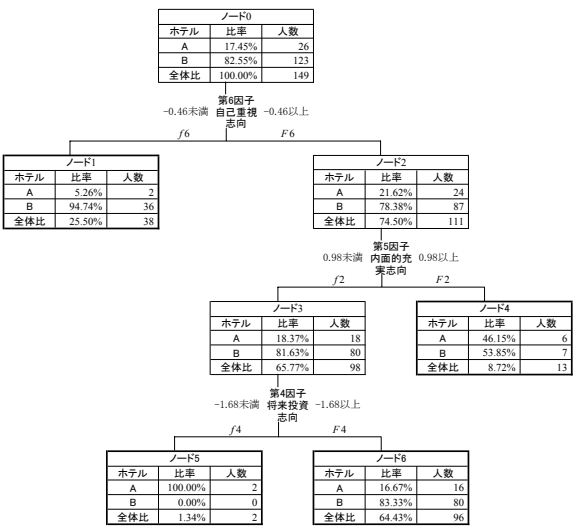 ノード0
ホテル 比率 人数
A 17.45% 26
B 82.55% 123
全体比 100.00% 149
第6因子
-0.46未満 自己重視 -0.46以上
志向
f6 F6
ノード1
ホテル 比率 人数
A 5.26% 2
B 94.74% 36
全体比 25.50% 38
ノード2
ホテル 比率 人数
A 21.62% 24
B 78.38% 87
全体比 74.50% 111
第5因子
0.98未満 内面的充 0.98以上
実志向
f2 F2
ノード3
ホテル 比率 人数
A 18.37% 18
B 81.63% 80
全体比 65.77% 98
ノード4
ホテル 比率 人数
A 46.15% 6
B 53.85% 7
全体比 8.72% 13
第4因子
-1.68未満 将来投資 -1.68以上
志向
f4 F4
ノード5
ホテル 比率 人数
A 100.00% 2
B 0.00% 0
全体比 1.34% 2
ノード6
ホテル 比率 人数
A 16.67% 16
B 83.33% 80
全体比 64.43% 96